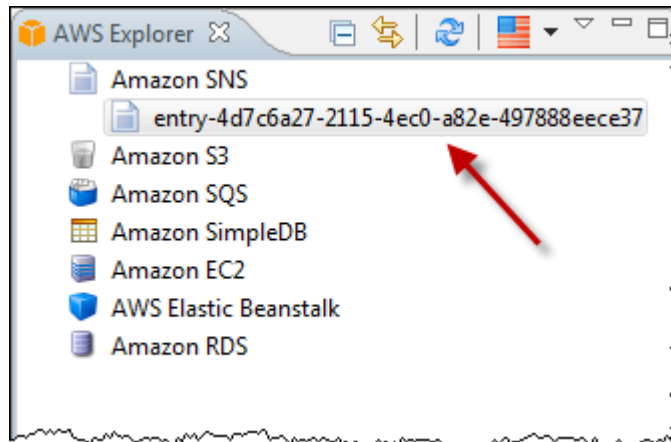 AWS Explorer
Amazon SNS
entry-4d7c6a27-2115-4ec0-a82e-497888eece37
Amazon S3
Amazon SQS
Amazon SimpleDB
Amazon EC2
AWS Elastic Beanstalk
Amazon RDS